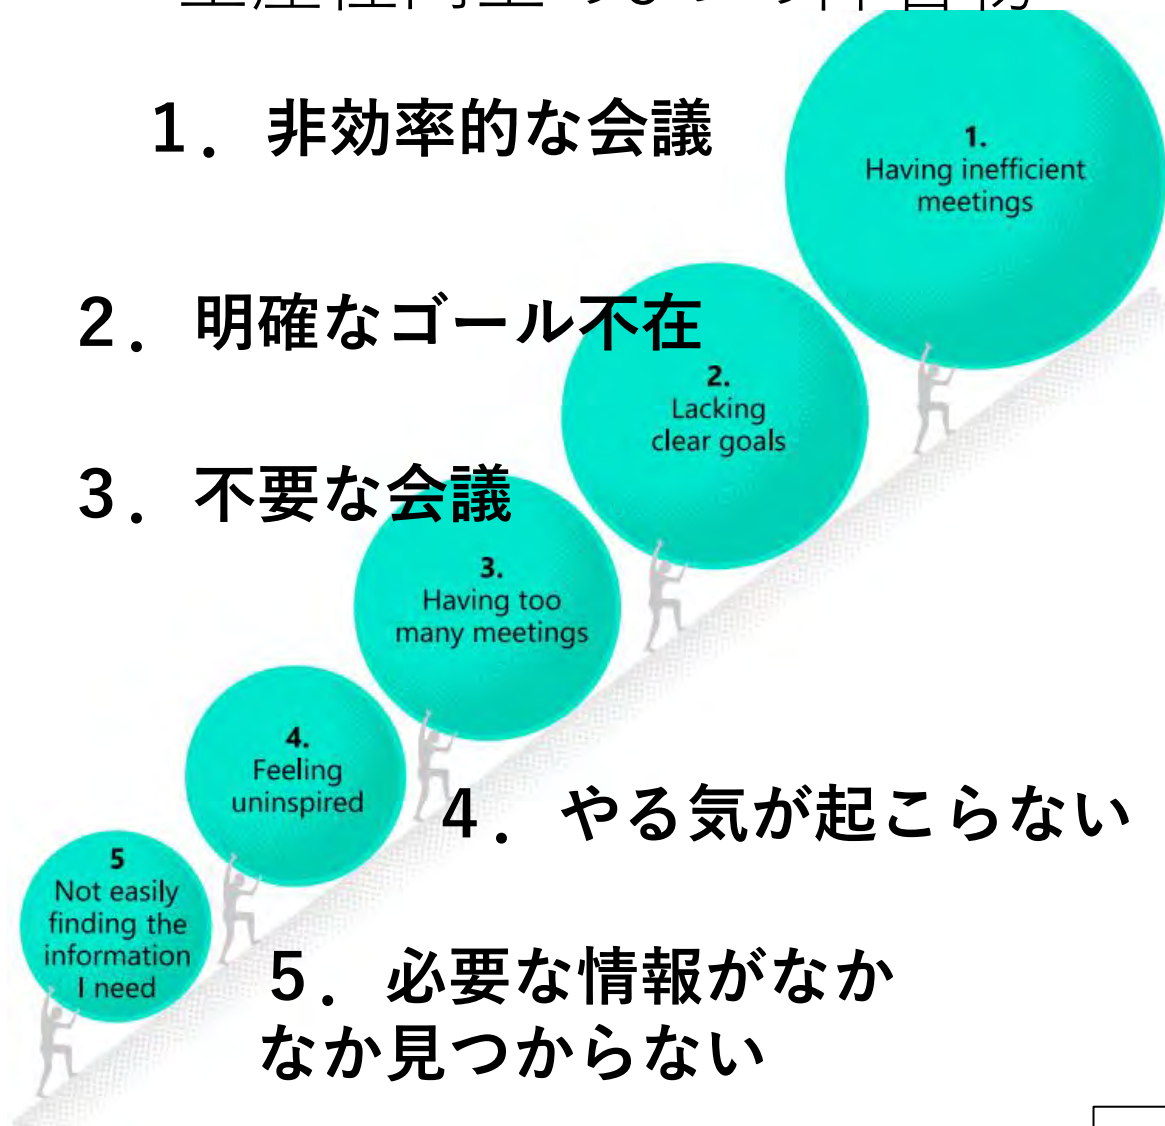 1．非効率的な会議
1.
Having inefficient
meetings
2．明確なゴール不在
2.
Lacking
clear goals
3．不要な会議
3.
Having too
many meetings
4.
Feeling
uninspired
4．やる気が起こらない
5
Not easily
finding the
information
I need
5．必要な情報がなか
なか見つからない